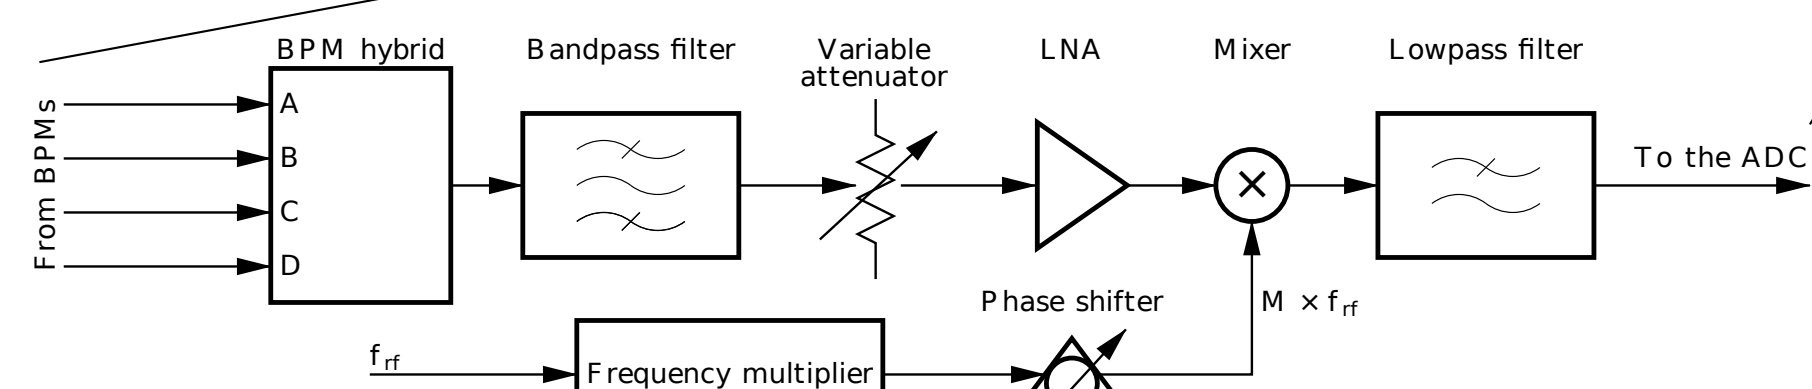 BPM hybrid
Bandpass filter
Variable
attenuator
LNA
Mixer
Lowpass filter
From BPMs
A
B
C
D
To the ADC
Phase shifter
M × frf
frf
Frequency multiplier